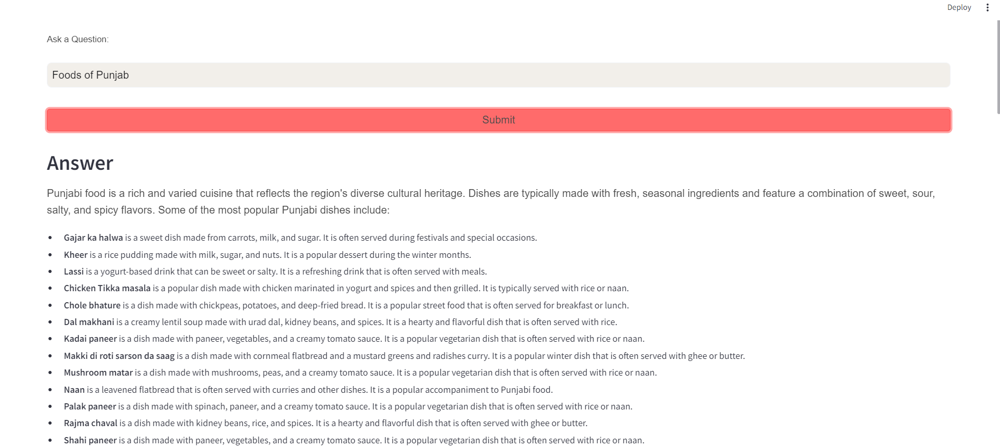 Deploy
Ask a Question:
Foods of Punjab
Submit
Answer
Punjabi food is a rich and varied cuisine that reflects the region's diverse cultural heritage. Dishes are typically made with fresh, seasonal ingredients and feature a combination of sweet, sour,
salty, and spicy flavors. Some of the most popular Punjabi dishes include:
• Gajar ka halwa is a sweet dish made from carrots, milk, and sugar. It is often served during festivals and special occasions.
• Kheer is a rice pudding made with milk, sugar, and nuts. It is a popular dessert during the winter months.
• Lassi is a yogurt-based drink that can be sweet or salty. It is a refreshing drink that is often served with meals.
• Chicken Tikka masala is a popular dish made with chicken marinated in yogurt and spices and then grilled. It is typically served with rice or naan.
• Chole bhature is a dish made with chickpeas, potatoes, and deep-fried bread. It is a popular street food that is often served for breakfast or lunch.
• Dal makhani is a creamy lentil soup made with urad dal, kidney beans, and spices. It is a hearty and flavorful dish that is often served with rice.
• Kadai paneer is a dish made with paneer, vegetables, and a creamy tomato sauce. It is a popular vegetarian dish that is often served with rice or naan.
• Makki di roti sarson da saag is a dish made with cornmeal flatbread and a mustard greens and radishes curry. It is a popular winter dish that is often served with ghee or butter.
• Mushroom matar is a dish made with mushrooms, peas, and a creamy tomato sauce. It is a popular vegetarian dish that is often served with rice or naan.
• Naan is a leavened flatbread that is often served with curries and other dishes. It is a popular accompaniment to Punjabi food.
• Palak paneer is a dish made with spinach, paneer, and a creamy tomato sauce. It is a popular vegetarian dish that is often served with rice or naan.
• Rajma chaval is a dish made with kidney beans, rice, and spices. It is a hearty and flavorful dish that is often served with ghee or butter.
• Shahi paneer is a dish made with paneer, vegetables, and a creamy tomato sauce. It is a popular vegetarian dish that is often served with rice or naan.